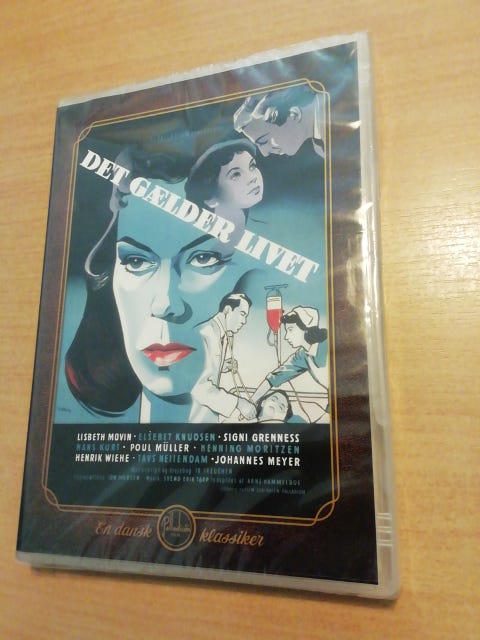 DET GÆLDER LIVET
LISBETH MOVIN · ELSEBET KNUDSEN · SIGNI GRENNESS
HANS KURT · POUL MÜLLER · HENNING MORITZEN
HENRIK WIEHE · TAVS NEIIENDAM · JOHANNES MEYER
En dansk
Palladium
klassiker